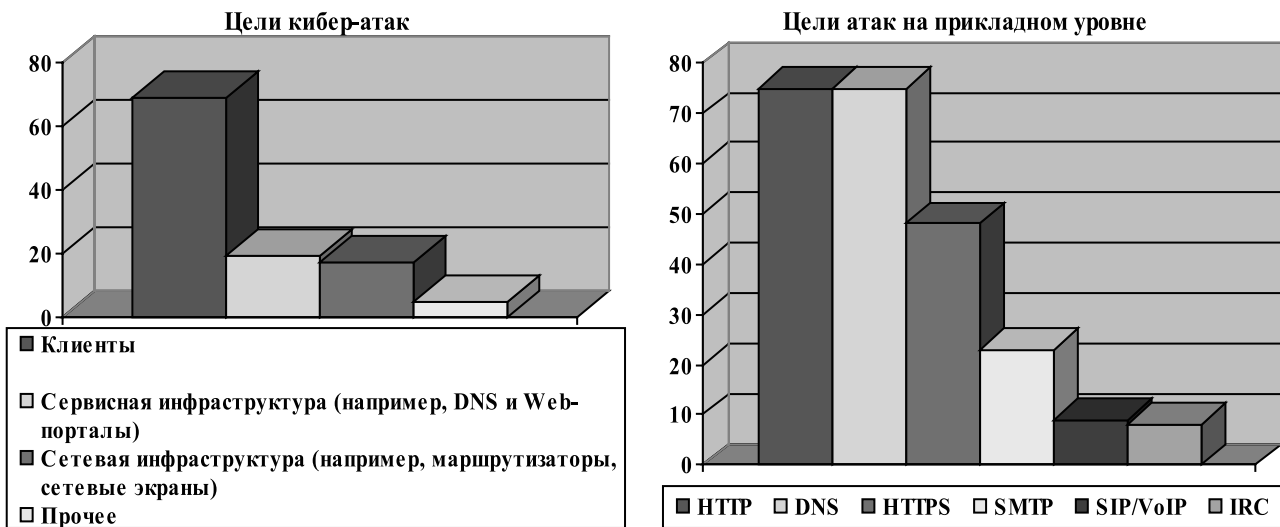 Цели кибер-атак
80
60
40
20
0
Клиенты
Сервисная инфраструктура (например, DNS и Web-
порталы)
Сетевая инфраструктура (например, маршрутизаторы,
сетевые экраны)
Прочее
Цели атак на прикладном уровне
80
70
60
50
40
30
20
10
0
HTTP DNS HTTPS SMTP SIP/VoIP IRC